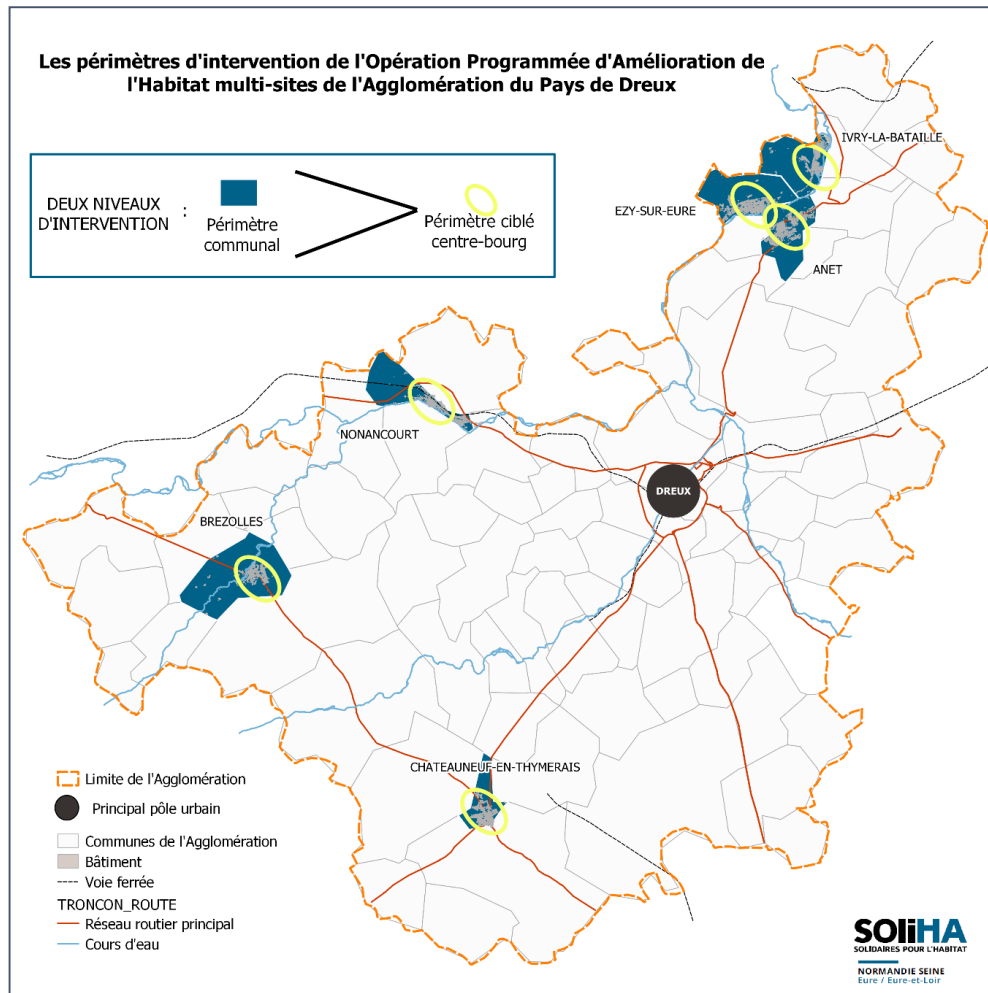 Les périmètres d'intervention de l'Opération Programmée d'Amélioration de
l'Habitat multi-sites de l'Agglomération du Pays de Dreux
DEUX NIVEAUX
D'INTERVENTION :
Périmètre
communal
Périmètre ciblé
centre-bourg
IVRY-LA-BATAILLE
EZY-SUR-EURE
ANET
NONANCOURT
DREUX
BREZOLLES
CHATEAUNEUF-EN-THYMERAIS
Limite de l'Agglomération
Principal pôle urbain
Communes de l'Agglomération
Bâtiment
Voie ferrée
TRONCON_ROUTE
Réseau routier principal
Cours d'eau
SOLIHA
SOLIDAIRES POUR L'HABITAT
NORMANDIE SEINE
Eure / Eure-et-Loir